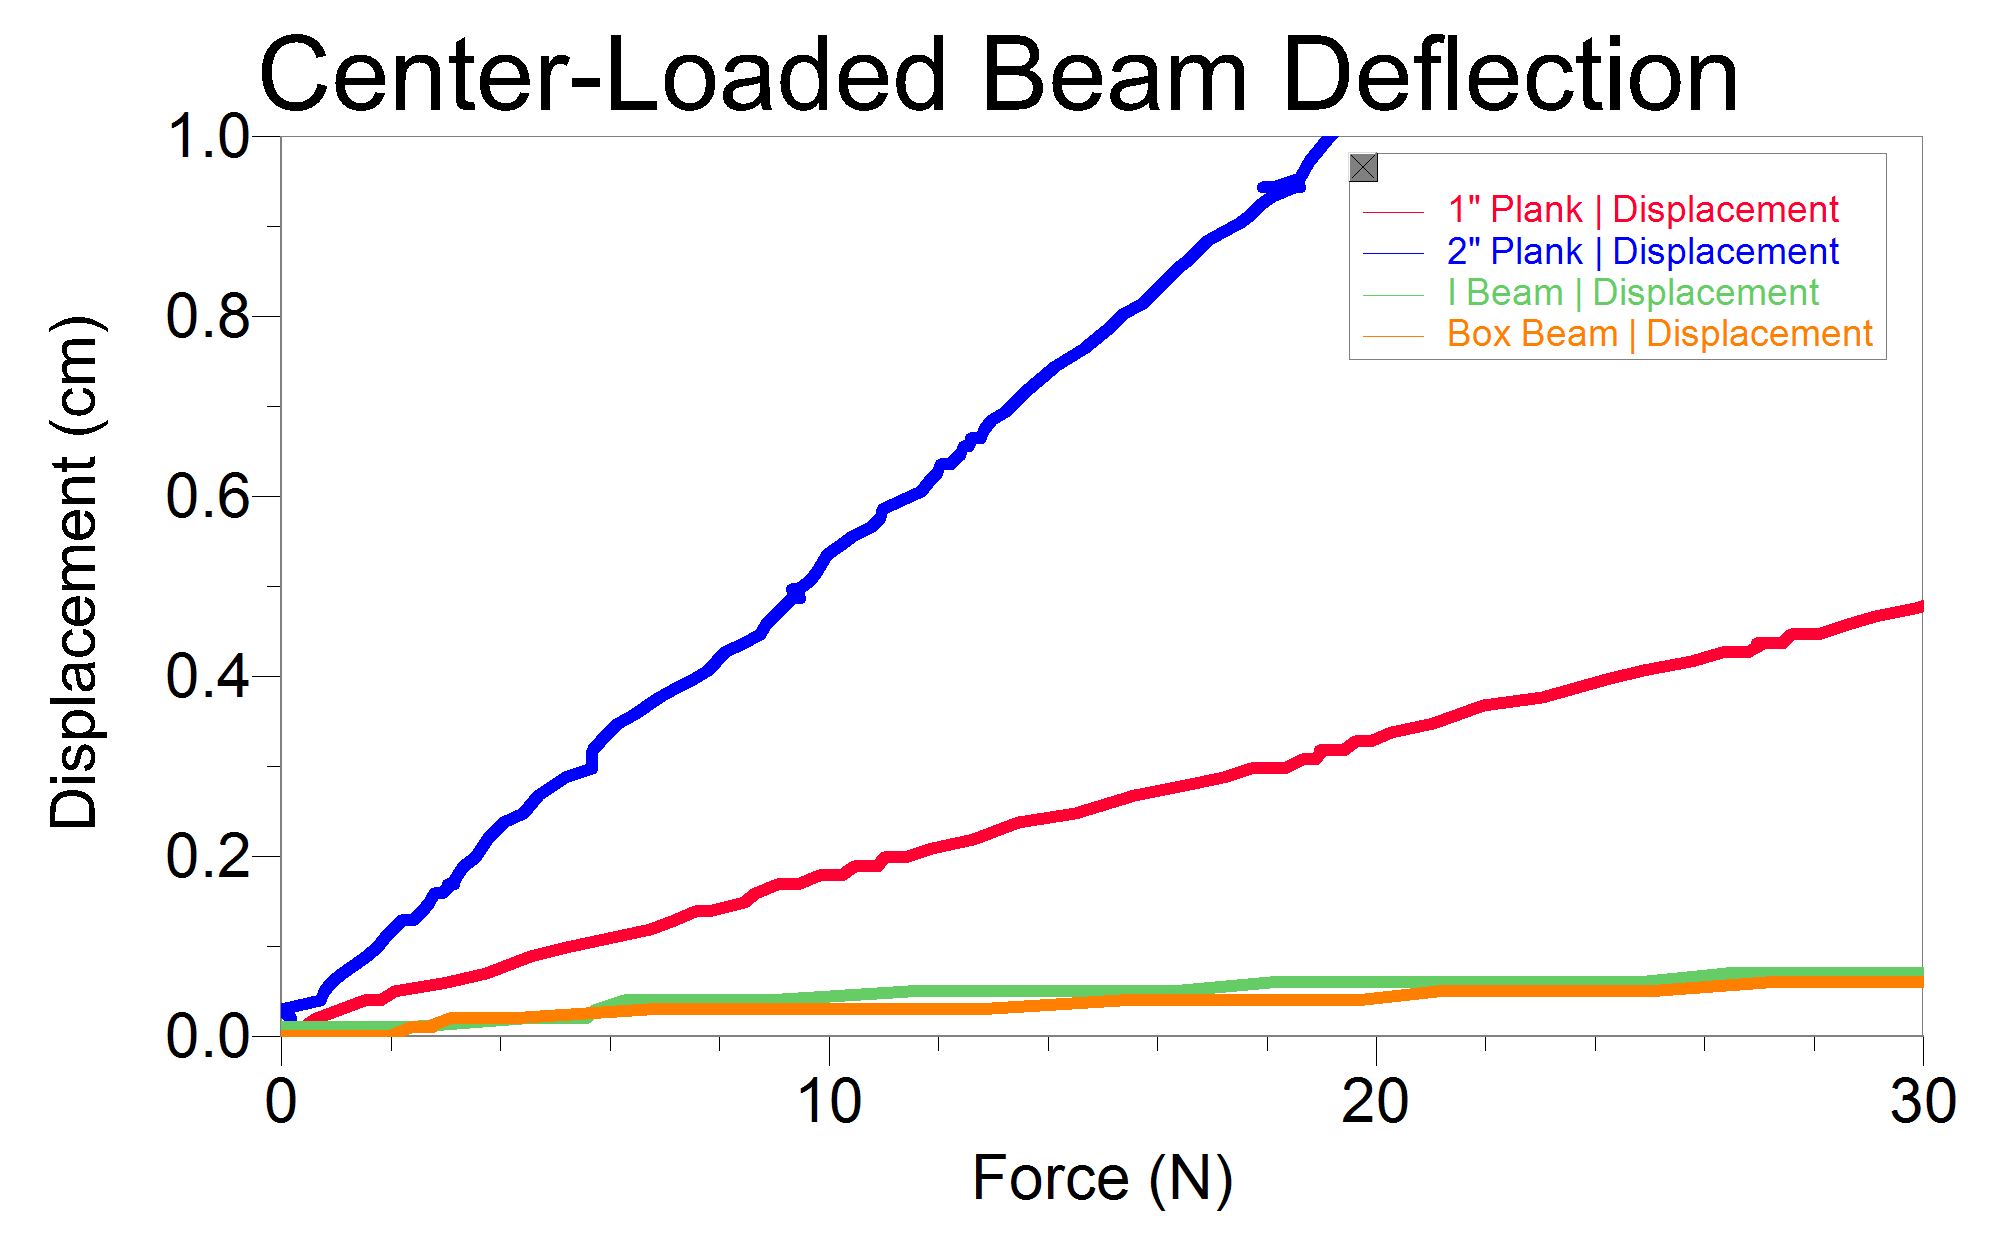 Center-Loaded Beam Deflection
1.0
0.8
0.6
0.4
0.2
0.0
Displacement (cm)
1" Plank | Displacement
2" Plank | Displacement
I Beam | Displacement
Box Beam | Displacement
0 10 20 30
Force (N)